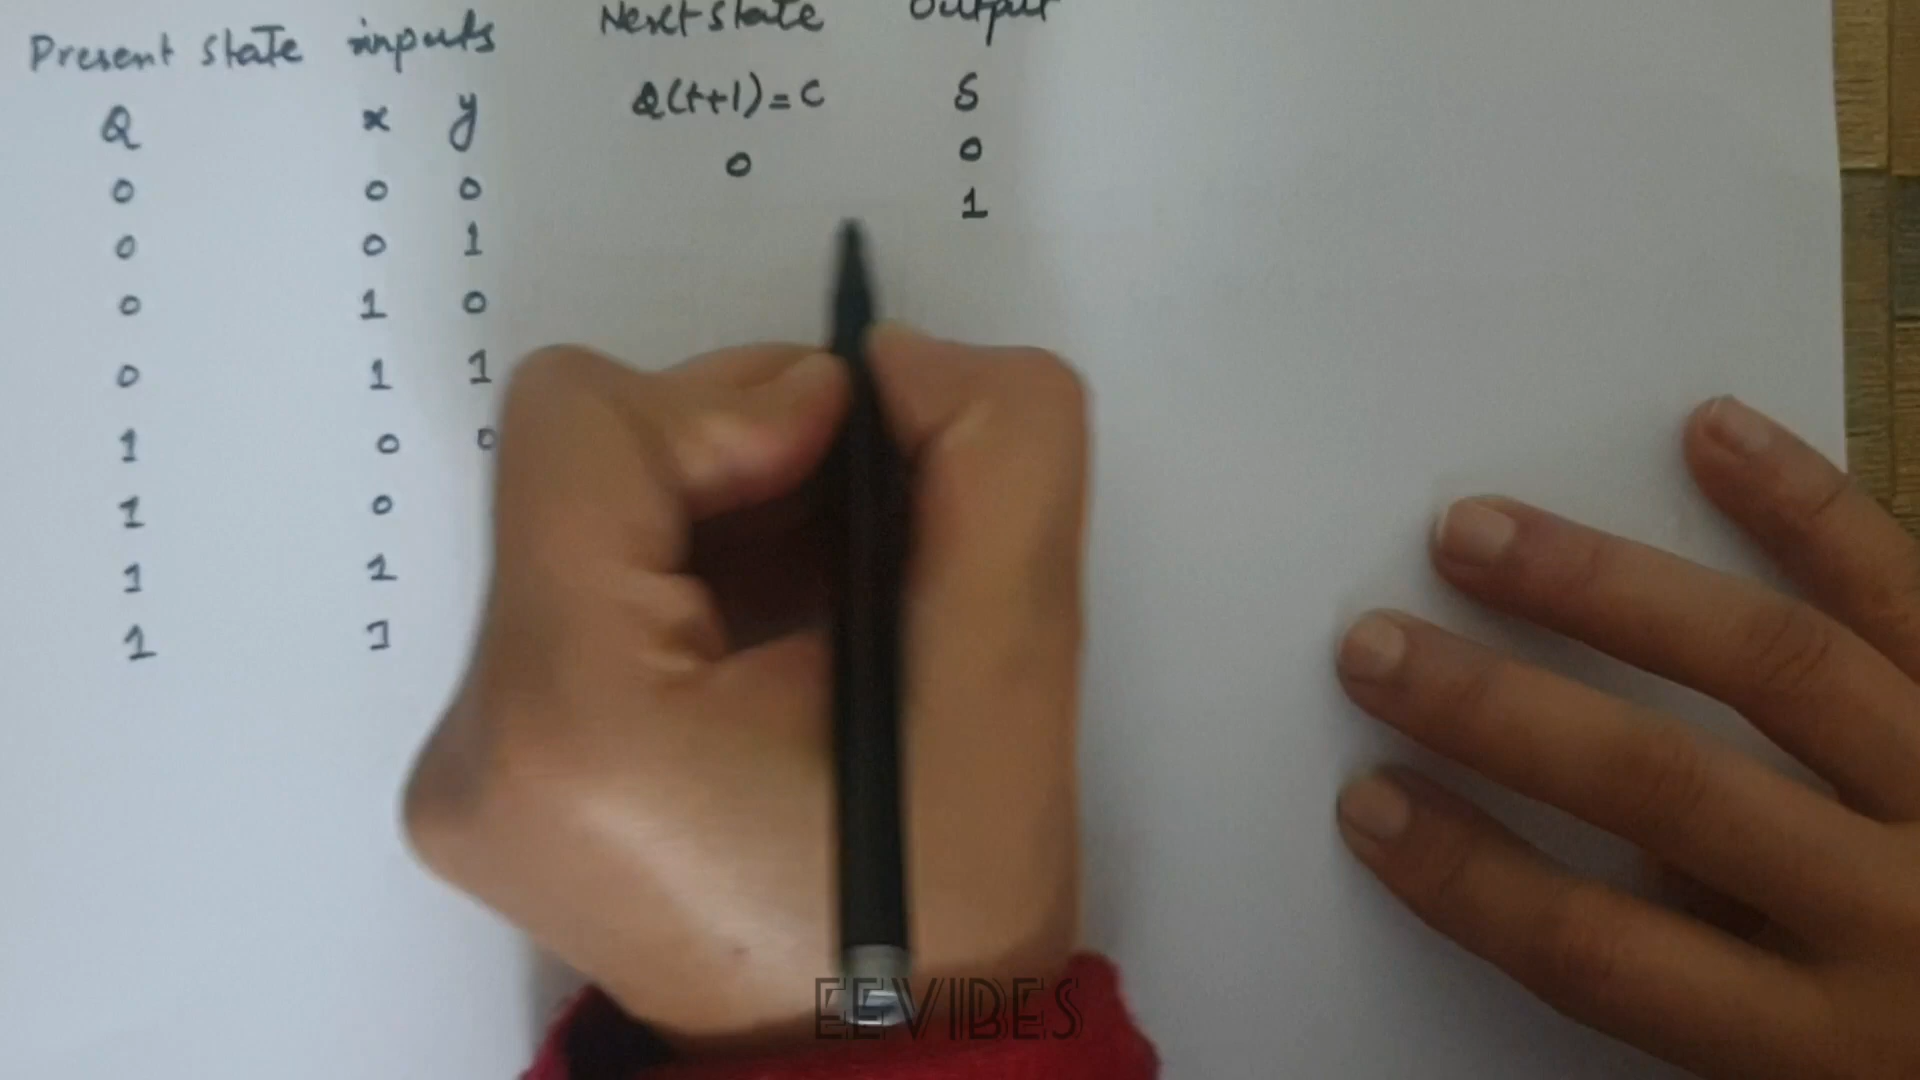 Present state inputs Next state Output
Q x y Q(t+1)=C S
0 0 0 0 0
0 0 1 1
0 1 0
0 1 1
1 0 0
1 0
1 1
1 1
EEVIBES